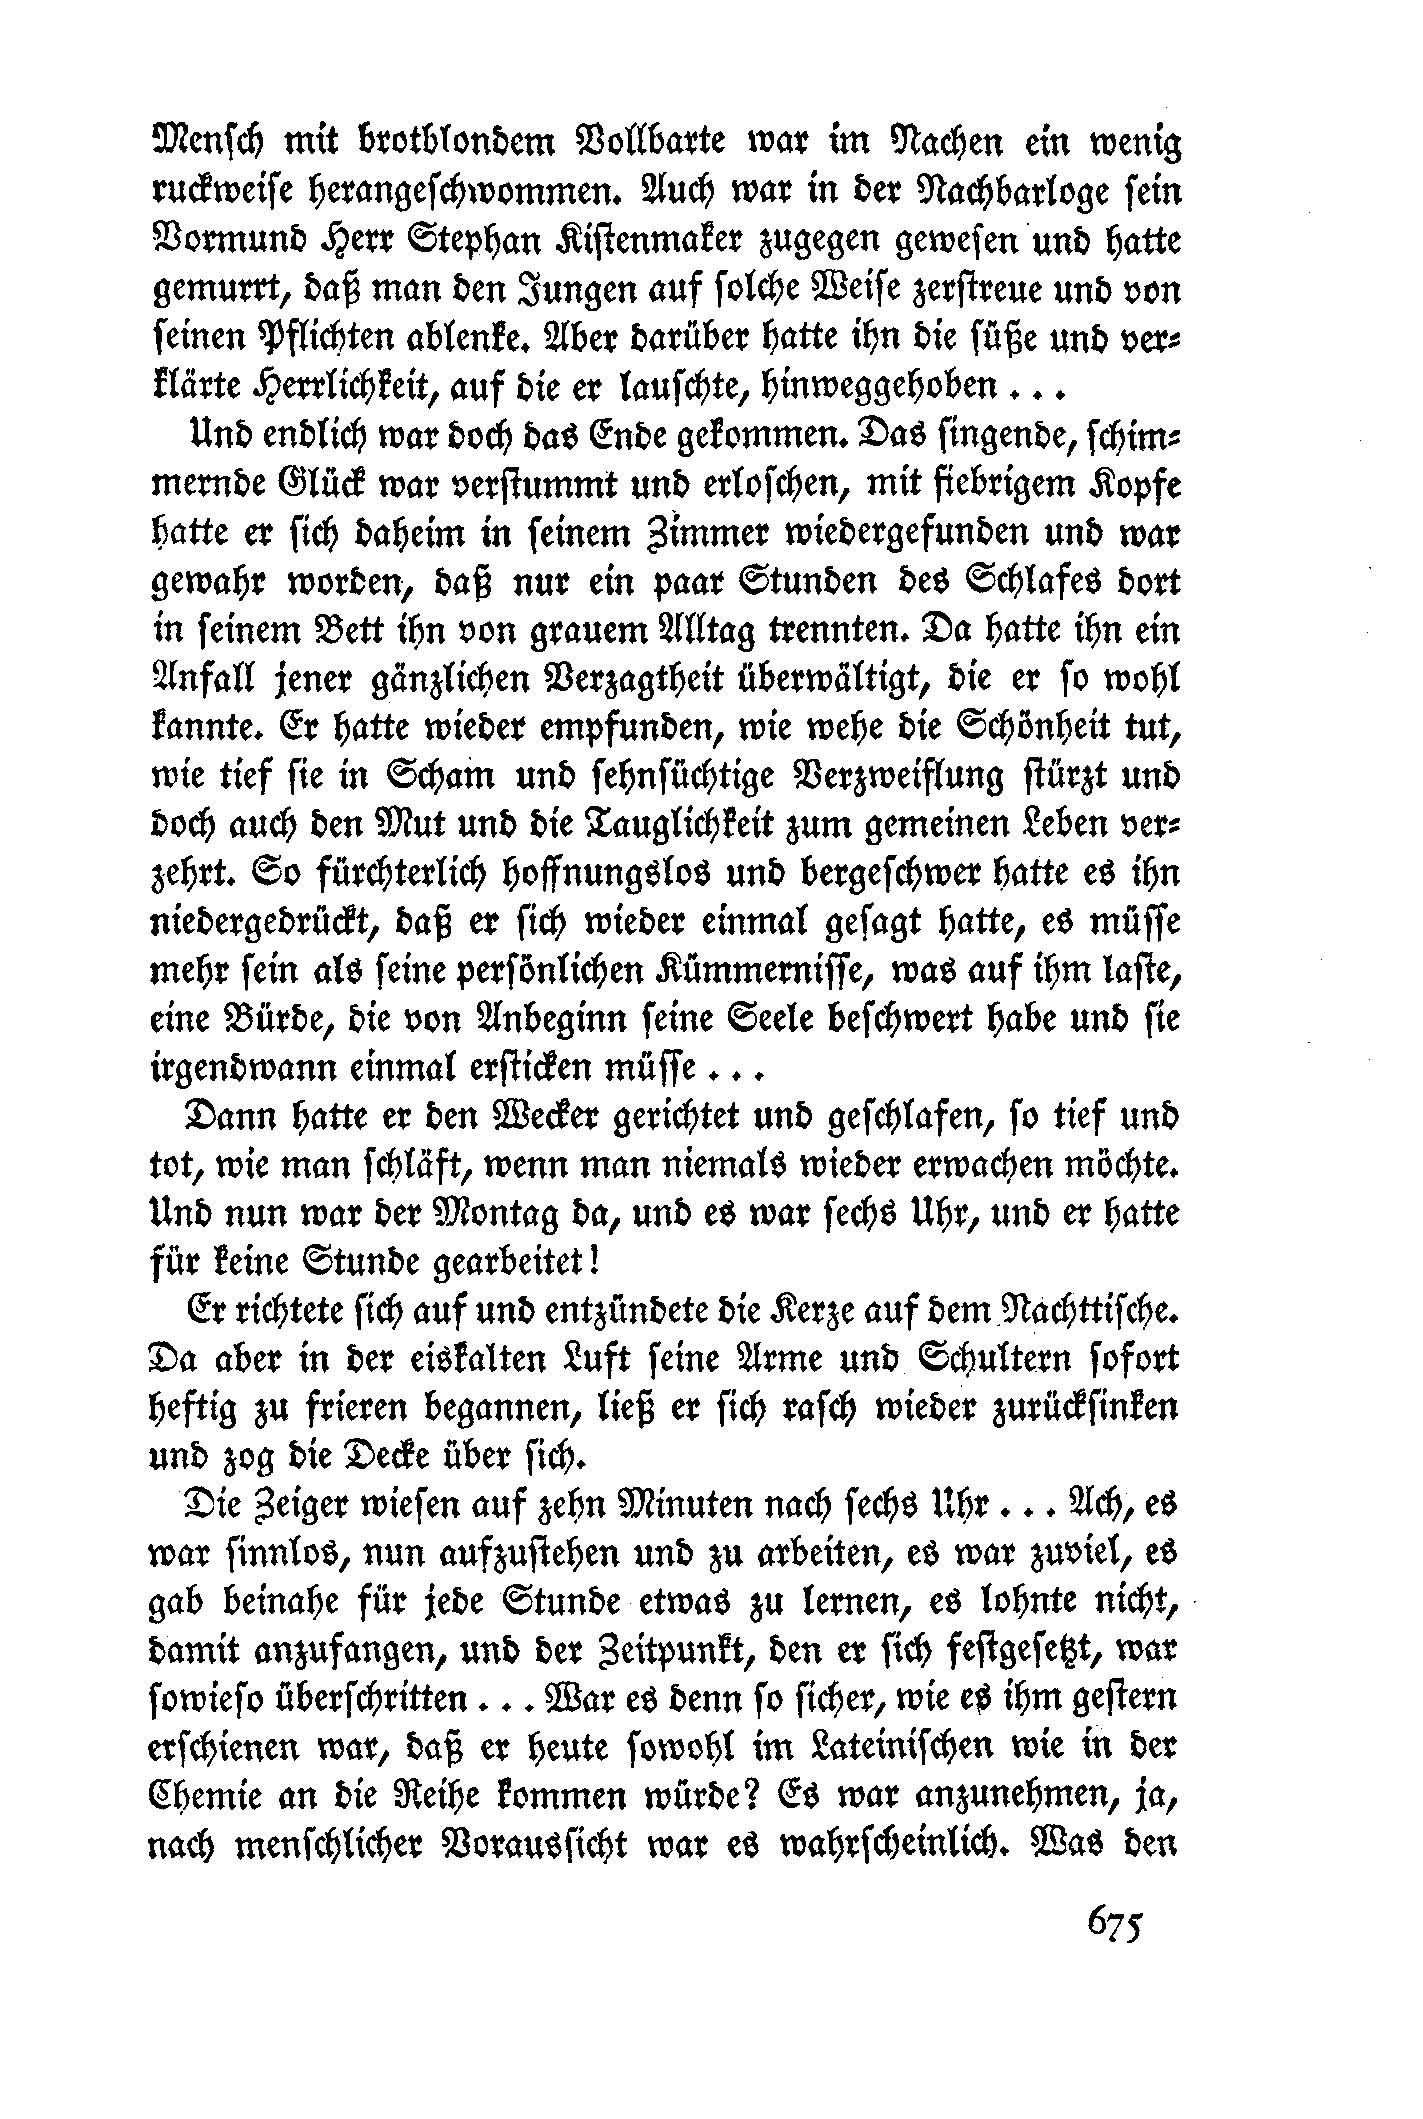 Mensch mit brotblondem Vollbarte war im Nachen ein wenig
ruckweise herangeschwommen. Auch war in der Nachbarloge sein
Vormund Herr Stephan Kistenmaker zugegen gewesen und hatte
gemurrt, daß man den Jungen auf solche Weise zerstreue und von
seinen Pflichten ablenke. Aber darüber hatte ihn die süße und ver-
klärte Herrlichkeit, auf die er lauschte, hinweggehoben . . .
Und endlich war doch das Ende gekommen. Das singende, schim-
mernde Glück war verstummt und erloschen, mit fiebrigem Kopfe
hatte er sich daheim in seinem Zimmer wiedergefunden und war
gewahr worden, daß nur ein paar Stunden des Schlafes dort
in seinem Bett ihn von grauem Alltag trennten. Da hatte ihn ein
Anfall jener gänzlichen Verzagtheit überwältigt, die er so wohl
kannte. Er hatte wieder empfunden, wie wehe die Schönheit tut,
wie tief sie in Scham und sehnsüchtige Verzweiflung stürzt und
doch auch den Mut und die Tauglichkeit zum gemeinen Leben ver-
zehrt. So fürchterlich hoffnungslos und bergeschwer hatte es ihn
niedergedrückt, daß er sich wieder einmal gesagt hatte, es müsse
mehr sein als seine persönlichen Kümmernisse, was auf ihm laste,
eine Bürde, die von Anbeginn seine Seele beschwert habe und sie
irgendwann einmal ersticken müsse . . .
Dann hatte er den Wecker gerichtet und geschlafen, so tief und
tot, wie man schläft, wenn man niemals wieder erwachen möchte.
Und nun war der Montag da, und es war sechs Uhr, und er hatte
für keine Stunde gearbeitet!
Er richtete sich auf und entzündete die Kerze auf dem Nachttische.
Da aber in der eiskalten Luft seine Arme und Schultern sofort
heftig zu frieren begannen, ließ er sich rasch wieder zurücksinken
und zog die Decke über sich.
Die Zeiger wiesen auf zehn Minuten nach sechs Uhr . . . Ach, es
war sinnlos, nun aufzustehen und zu arbeiten, es war zuviel, es
gab beinahe für jede Stunde etwas zu lernen, es lohnte nicht,
damit anzufangen, und der Zeitpunkt, den er sich festgesetzt, war
sowieso überschritten . . . War es denn so sicher, wie es ihm gestern
erschienen war, daß er heute sowohl im Lateinischen wie in der
Chemie an die Reihe kommen würde? Es war anzunehmen, ja,
nach menschlicher Voraussicht war es wahrscheinlich. Was den
675